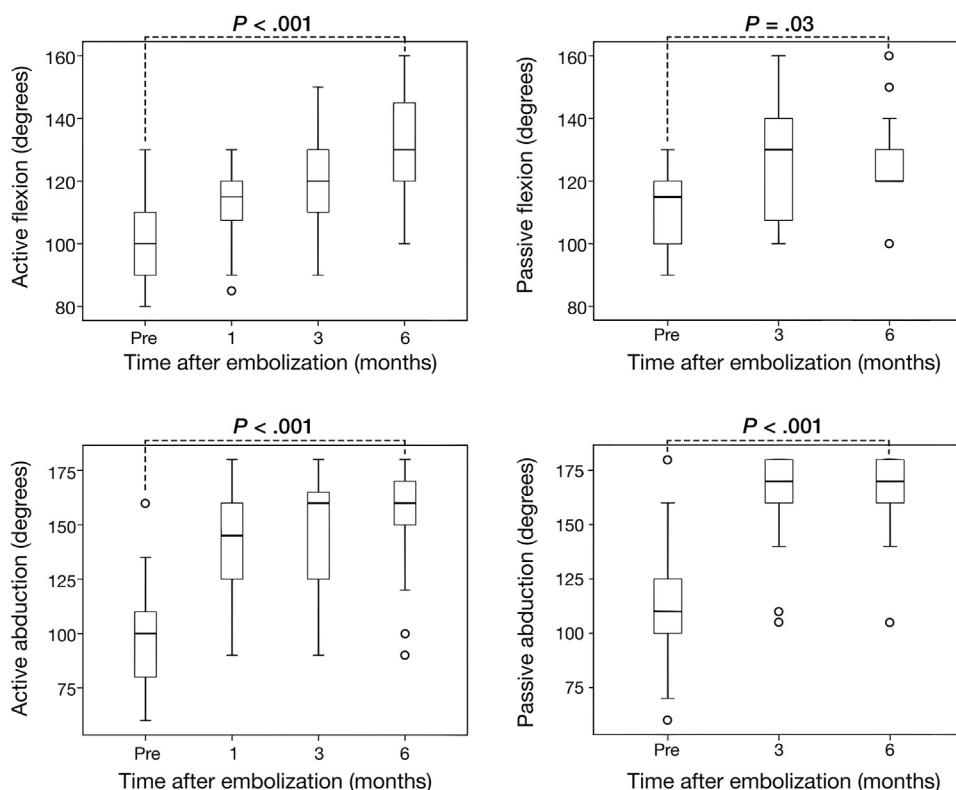 P < .001
160
140
120
100
80
Active flexion (degrees)
Pre 1 3 6
Time after embolization (months)
P = .03
160
140
120
100
80
Passive flexion (degrees)
Pre 3 6
Time after embolization (months)
P < .001
175
150
125
100
75
Active abduction (degrees)
Pre 1 3 6
Time after embolization (months)
P < .001
175
150
125
100
75
Passive abduction (degrees)
Pre 3 6
Time after embolization (months)